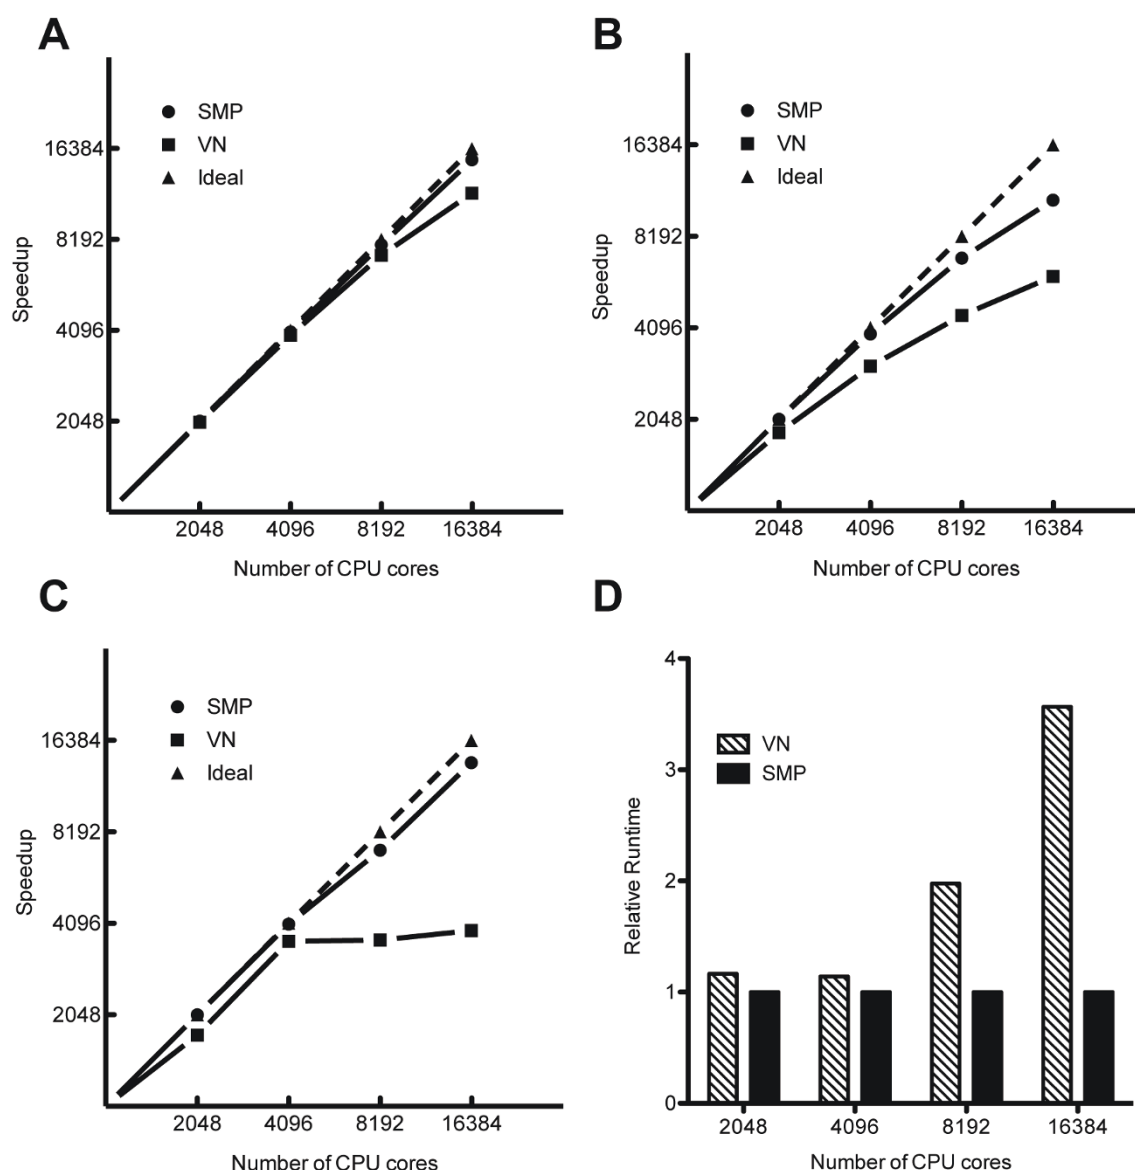 A
SMP
VN
Ideal
16384
8192
4096
2048
Speedup
2048 4096 8192 16384
Number of CPU cores
B
SMP
VN
Ideal
16384
8192
4096
2048
Speedup
2048 4096 8192 16384
Number of CPU cores
C
SMP
VN
Ideal
16384
8192
4096
2048
Speedup
2048 4096 8192 16384
Number of CPU cores
D
4
3
2
1
0
VN
SMP
Relative Runtime
2048 4096 8192 16384
Number of CPU cores